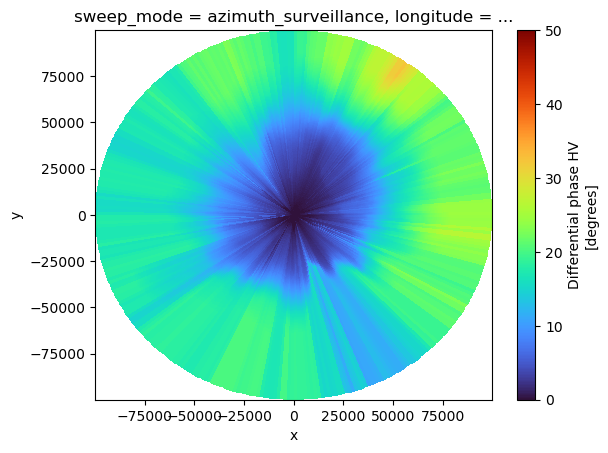 sweep_mode = azimuth_surveillance, longitude = ...
75000
50000
25000
0
−25000
−50000
−75000
y
−75000 −50000 −25000 0 25000 50000 75000
x
50
40
30
20
10
0
Differential phase HV
[degrees]